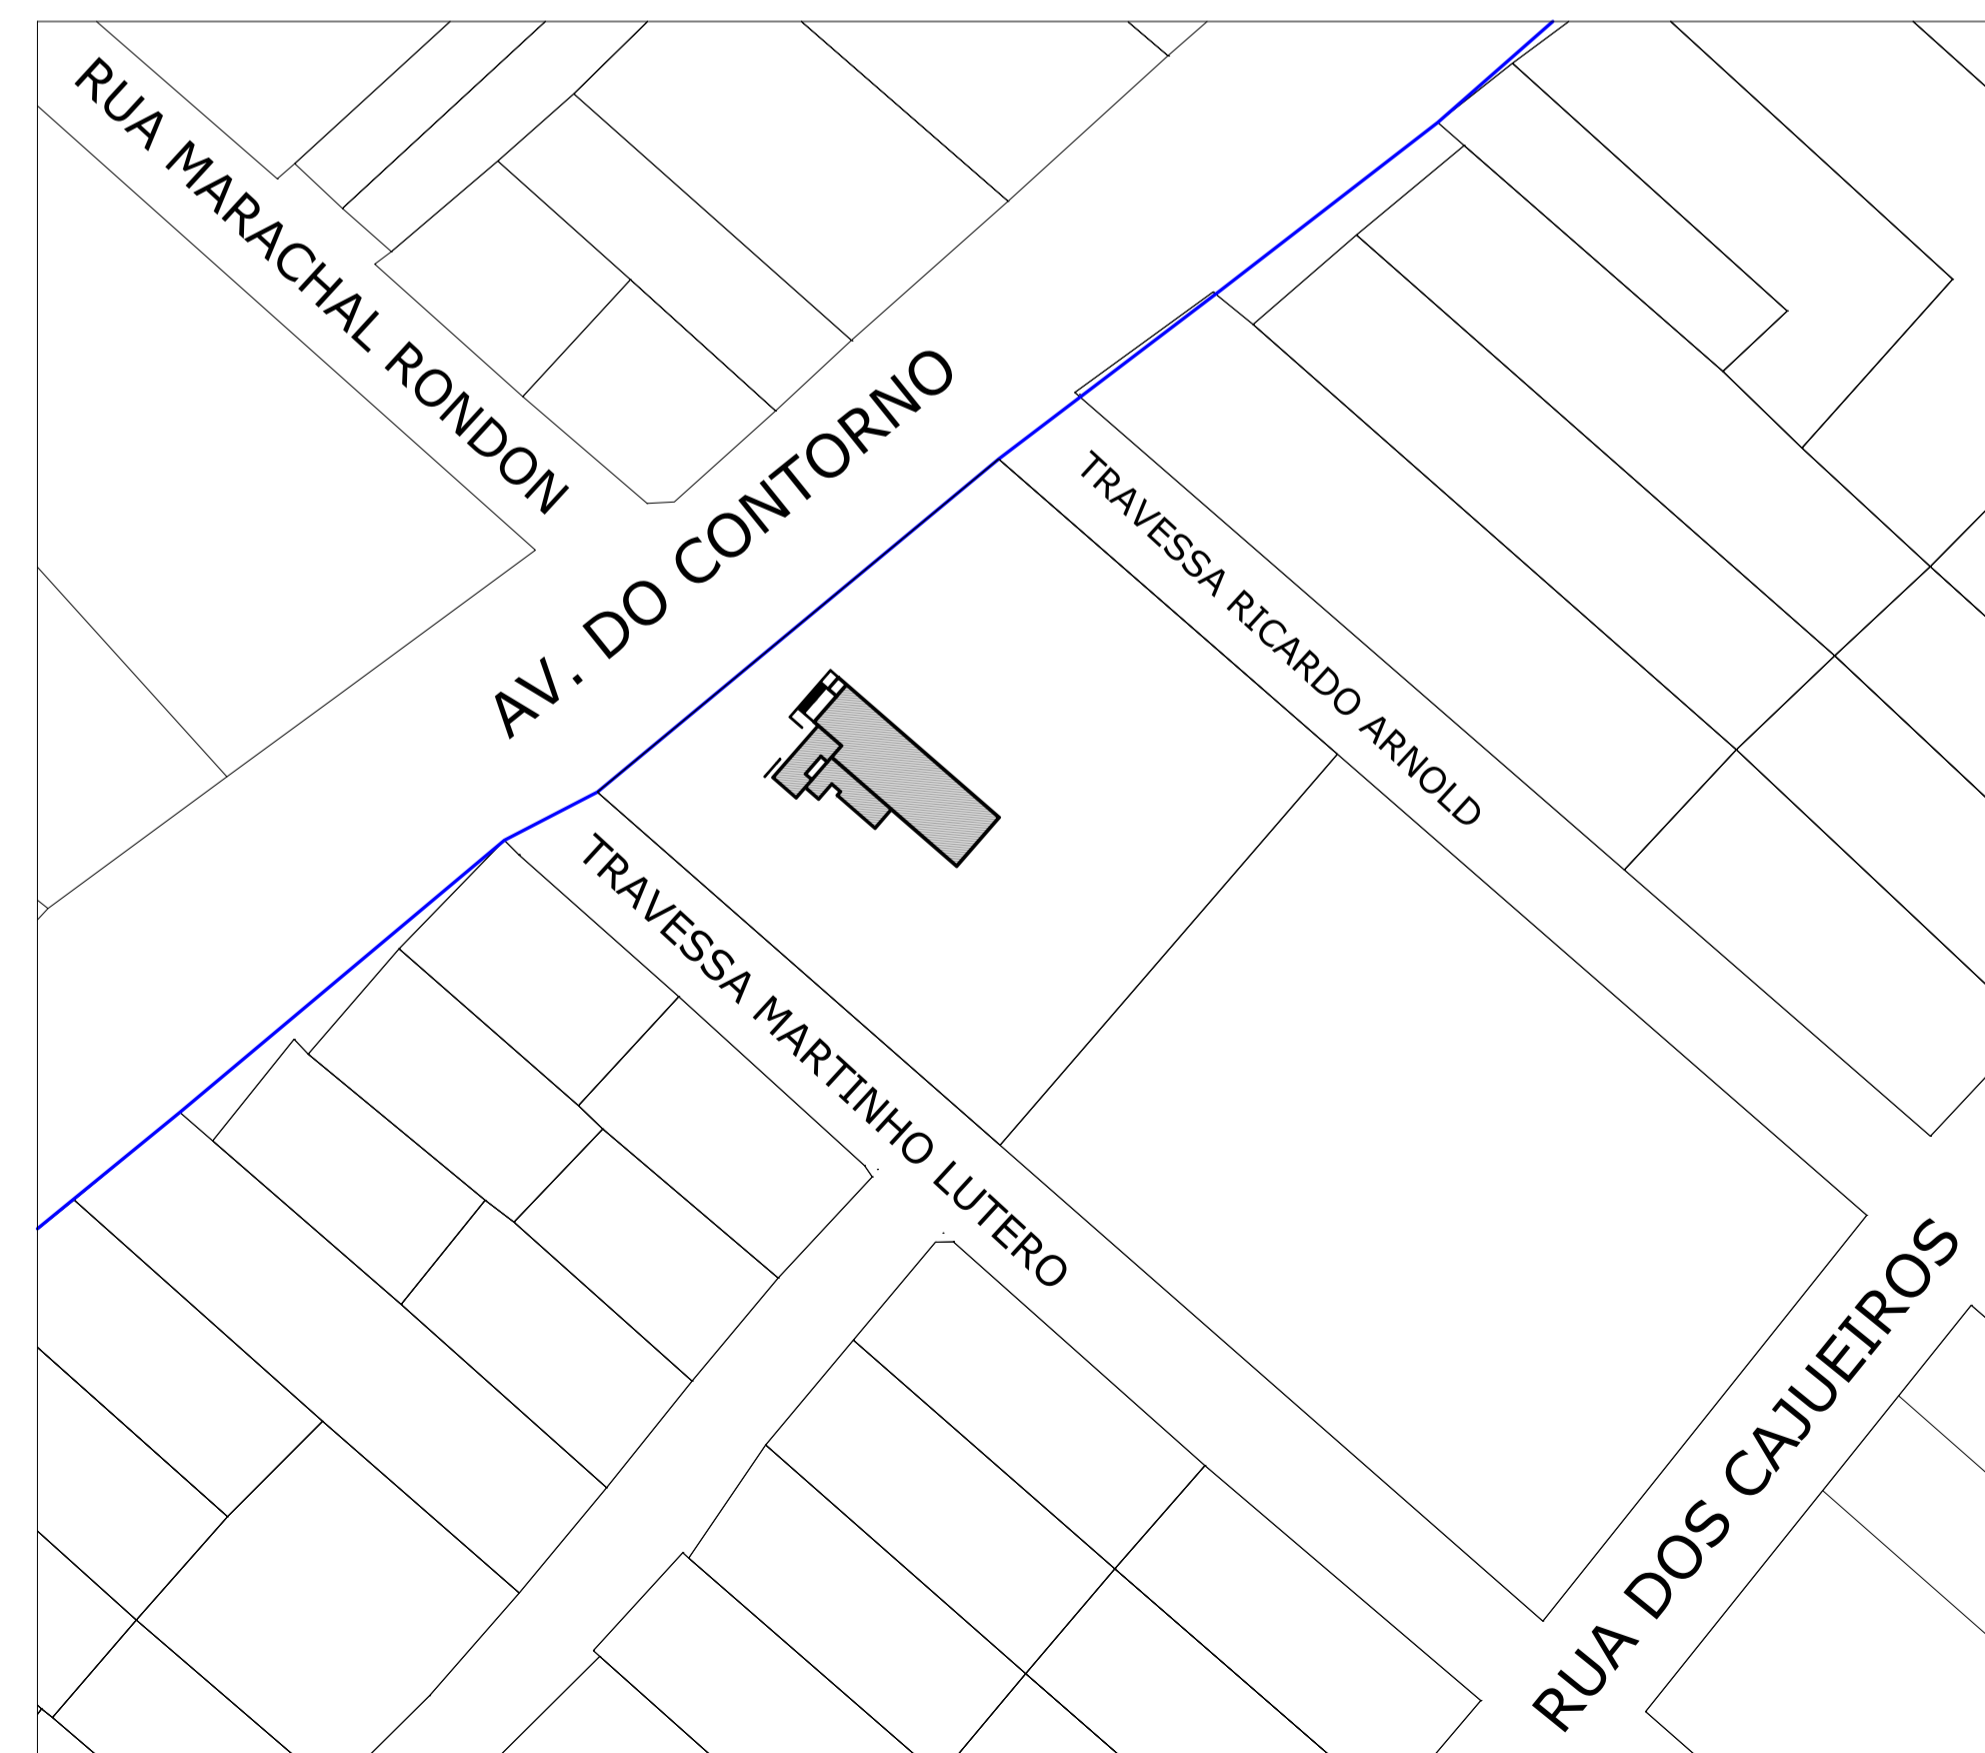 RUA MARACHAL RONDON
AV. DO CONTORNO
TRAVESSA RICARDO ARNOLD
TRAVESSA MARTINHO LUTERO
RUA DOS CAJUEIROS